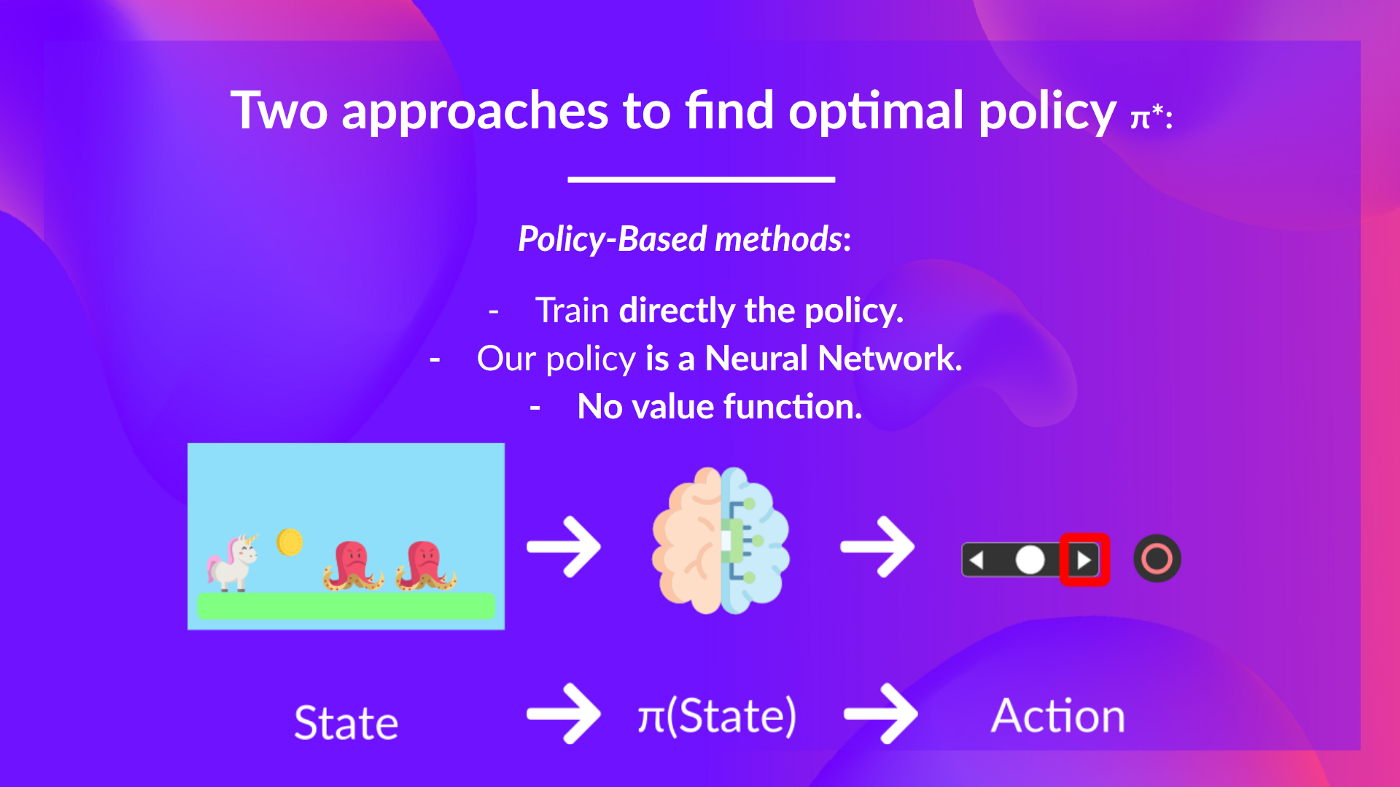 Two approaches to find optimal policy π*:
Policy-Based methods:
- Train directly the policy.
- Our policy is a Neural Network.
- No value function.
State → π(State) → Action